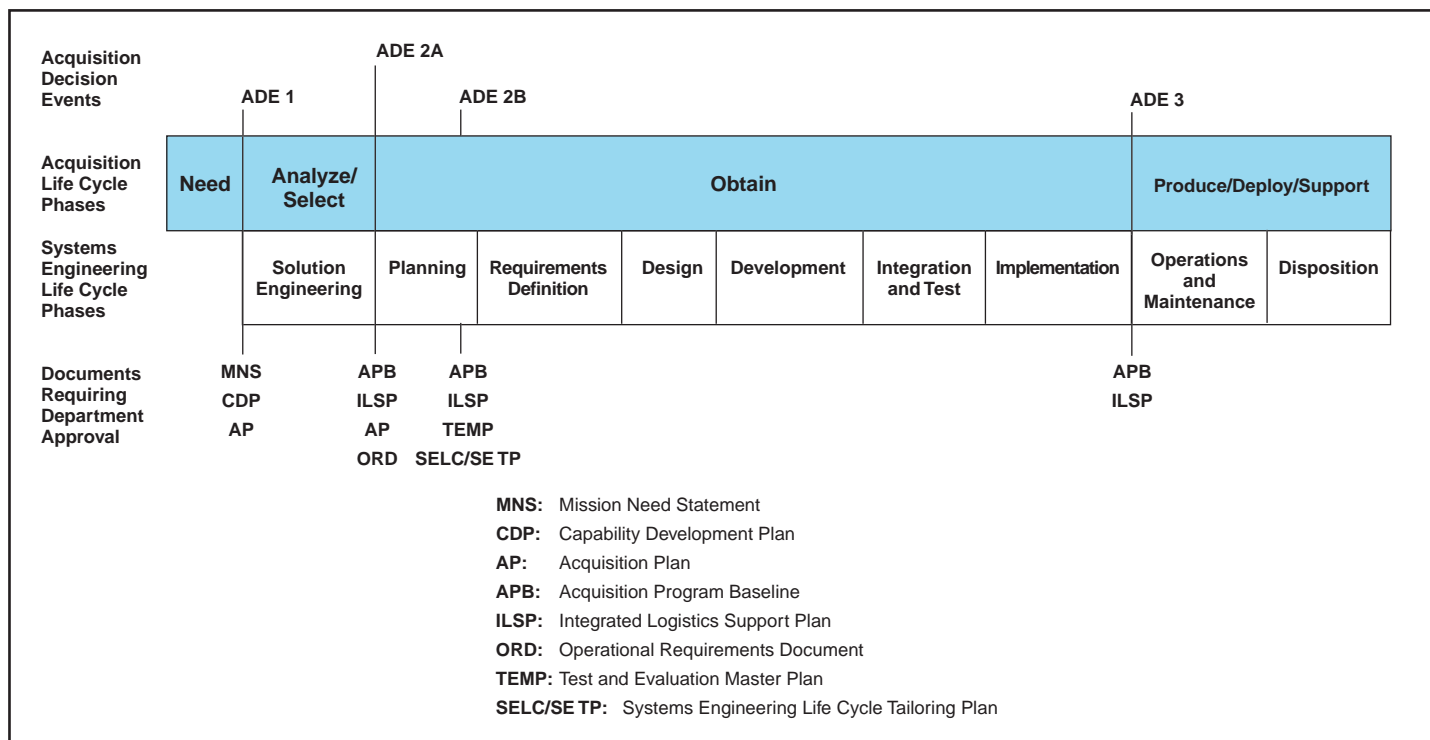 Acquisition
Decision
Events
ADE 1
ADE 2A
ADE 2B
ADE 3
Acquisition
Life Cycle
Phases
Need
Analyze/
Select
Obtain
Produce/Deploy/Support
Systems
Engineering
Life Cycle
Phases
Solution
Engineering
Planning
Requirements
Definition
Design
Development
Integration
and Test
Implementation
Operations
and
Maintenance
Disposition
Documents
Requiring
Department
Approval
MNS
CDP
AP
APB
ILSP
AP
ORD
APB
ILSP
TEMP
SELC/SE TP
APB
ILSP
MNS: Mission Need Statement
CDP: Capability Development Plan
AP: Acquisition Plan
APB: Acquisition Program Baseline
ILSP: Integrated Logistics Support Plan
ORD: Operational Requirements Document
TEMP: Test and Evaluation Master Plan
SELC/SE TP: Systems Engineering Life Cycle Tailoring Plan